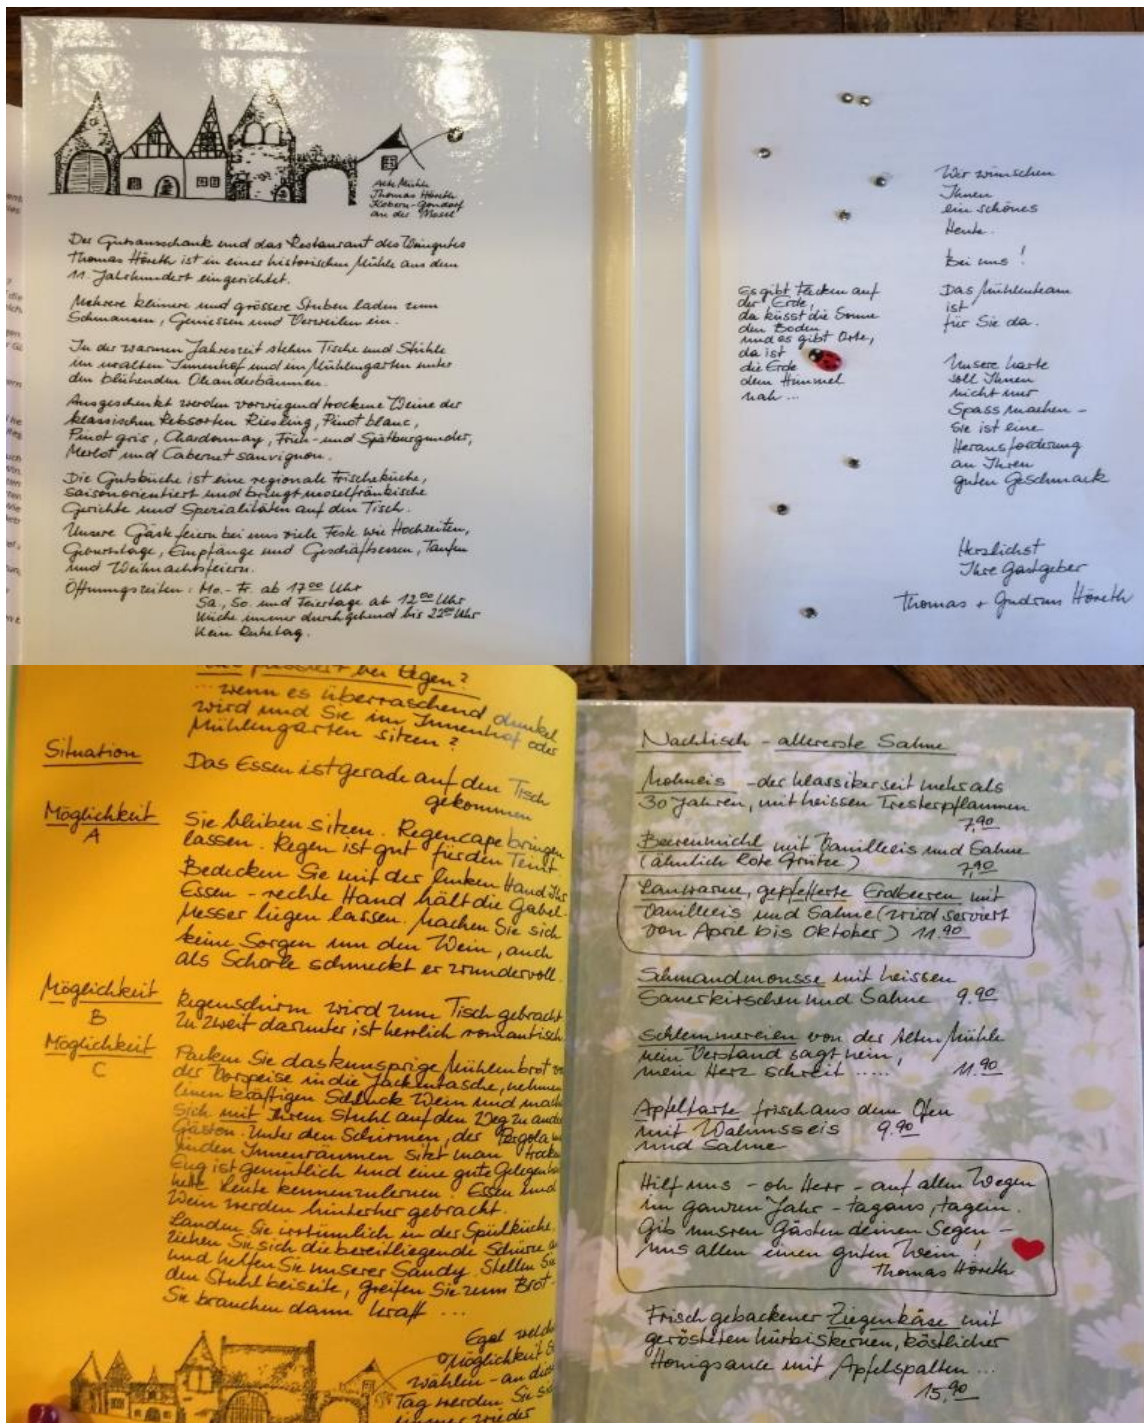 Alte Mühle
Thomas Höreth
Kobern-Gondorf
an der Mosel
Der Gutsausschank und das Restaurant des Weingutes
Thomas Höreth ist in einer historischen Mühle aus dem
11. Jahrhundert eingerichtet.
Mehrere kleinere und grössere Stuben laden zum
Schmausen, Geniessen und Verweilen ein.
In der warmen Jahreszeit stehen Tische und Stühle
im uralten Innenhof und im Mühlengarten unter
den blühenden Oleanderbäumen.
Ausgeschenkt werden vorwiegend trockene Weine der
klassischen Rebsorten Riesling, Pinot blanc,
Pinot gris, Chardonnay, Früh- und Spätburgunder,
Merlot und Cabernet sauvignon.
Die Gutsküche ist eine regionale Frischeküche,
saisonorientiert und bringt moselfränkische
Gerichte und Spezialitäten auf den Tisch.
Unsere Gäste feiern bei uns viele Feste wie Hochzeiten,
Geburtstage, Empfänge und Geschäftsessen, Taufen
und Weihnachtsfeiern.
Öffnungszeiten: Mo.- Fr. ab 17⁰⁰ Uhr
Sa., So. und Feiertage ab 12⁰⁰ Uhr
Küche immer durchgehend bis 22⁰⁰ Uhr
Kein Ruhetag.
Es gibt Flecken auf
der Erde,
da küsst die Sonne
den Boden
und es gibt Orte,
da ist
die Erde
dem Himmel
nah ...
Wir wünschen
Ihnen
ein schönes
Heute.
Bei uns!
Das Mühlenteam
ist
für Sie da.
Unsere Karte
soll Ihnen
nicht nur
Spass machen -
Sie ist eine
Herausforderung
an Ihren
guten Geschmack
Herzlichst
Ihre Gastgeber
Thomas + Gudrun Höreth
passiert bei Regen?
... wenn es überraschend dunkel
wird und Sie im Innenhof oder
Mühlengarten sitzen?
Situation
Das Essen ist gerade auf den Tisch
gekommen
Möglichkeit
A
Sie bleiben sitzen. Regencape bringen
lassen. Regen ist gut für den Teint.
Bedecken Sie mit der linken Hand Ihr
Essen - rechte Hand hält die Gabel.
Messer liegen lassen. Machen Sie sich
keine Sorgen um den Wein, auch
als Schorle schmeckt er wundervoll.
Möglichkeit
B
Regenschirm wird zum Tisch gebracht
Zu zweit darunter ist herrlich romantisch.
Möglichkeit
C
Packen Sie das knusprige Mühlenbrot
der Vorspeise in die Jackentasche, nehmen
einen kräftigen Schluck Wein und
sich mit Ihrem Stuhl auf den Weg zu
Gästen. Unter den Schirmen, der Pergola
in den Innenräumen sitzt man
Eng ist gemütlich und eine gute
nette Leute kennenzulernen. Essen und
Wein werden hinterher gebracht.
Landen Sie irrtümlich in der Spülküche,
ziehen Sie sich die bereitliegende Schürze
und helfen Sie unserer Sandy. Stellen Sie
den Stuhl beiseite, greifen Sie zum Brot.
Sie brauchen dann Kraft ...
Egal
Möglichkeit
wählen - an
Tag werden Sie
immer wieder
Nachtisch - allererste Sahne
Mohneis - der Klassiker seit mehr als
30 Jahren, mit heissen Tresterpflaumen
7,90
Beerenmichl mit Vanilleeis und Sahne
(ähnlich Rote Grütze) 7,90
Lauwarme, gepfefferte Erdbeeren mit
Vanilleeis und Sahne (wird serviert
von April bis Oktober) 11.90
Schmandmousse mit heissen
Sauerkirschen und Sahne 9.90
Schlemmereien von der Alten Mühle
mein Verstand sagt nein,
mein Herz schreit ..... ! 11.90
Apfeltarte frisch aus dem Ofen
mit Walnusseis 9.90
und Sahne
Hilf uns - oh Herr - auf allen Wegen
im ganzen Jahr - tagaus, tagein.
Gib unsren Gästen deinen Segen -
uns allen einen guten Wein!
Thomas Höreth
Frisch gebackener Ziegenkäse mit
gerösteten Kürbiskernen, köstlicher
Honigsauce mit Apfelspalten ...
15,90